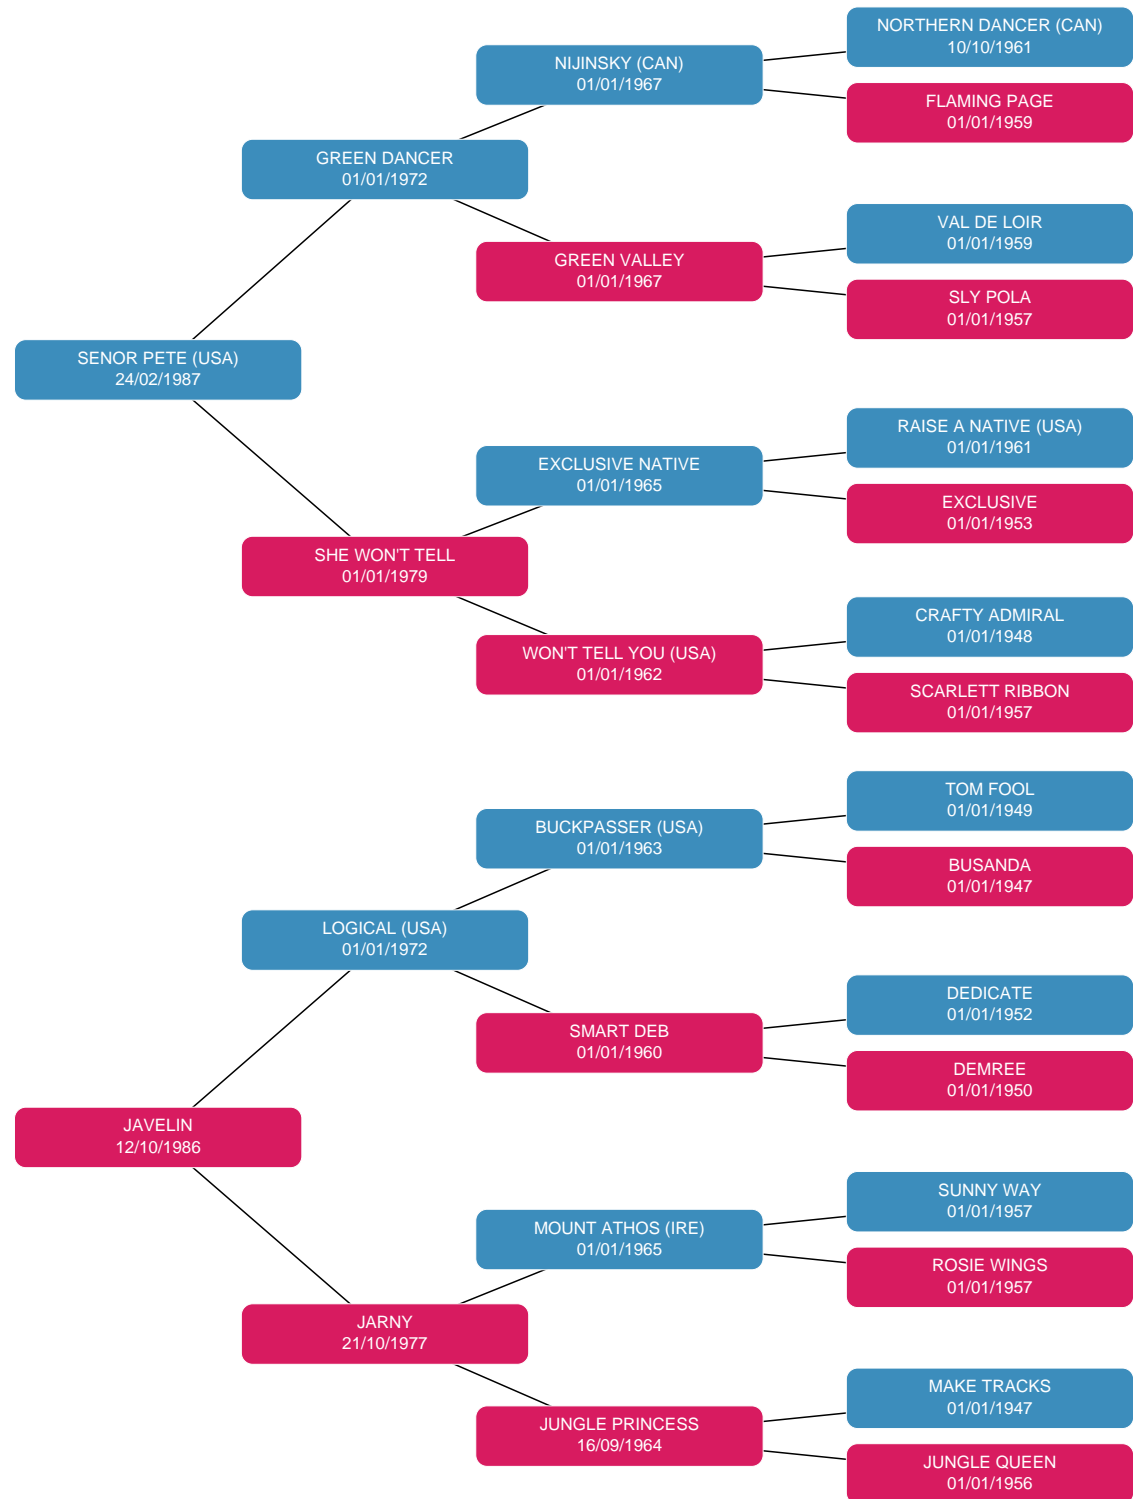 NORTHERN DANCER (CAN)
10/10/1961
NIJINSKY (CAN)
01/01/1967
FLAMING PAGE
01/01/1959
GREEN DANCER
01/01/1972
VAL DE LOIR
01/01/1959
GREEN VALLEY
01/01/1967
SLY POLA
01/01/1957
SENOR PETE (USA)
24/02/1987
RAISE A NATIVE (USA)
01/01/1961
EXCLUSIVE NATIVE
01/01/1965
EXCLUSIVE
01/01/1953
SHE WON'T TELL
01/01/1979
CRAFTY ADMIRAL
01/01/1948
WON'T TELL YOU (USA)
01/01/1962
SCARLETT RIBBON
01/01/1957
TOM FOOL
01/01/1949
BUCKPASSER (USA)
01/01/1963
BUSANDA
01/01/1947
LOGICAL (USA)
01/01/1972
DEDICATE
01/01/1952
SMART DEB
01/01/1960
DEMREE
01/01/1950
JAVELIN
12/10/1986
SUNNY WAY
01/01/1957
MOUNT ATHOS (IRE)
01/01/1965
ROSIE WINGS
01/01/1957
JARNY
21/10/1977
MAKE TRACKS
01/01/1947
JUNGLE PRINCESS
16/09/1964
JUNGLE QUEEN
01/01/1956